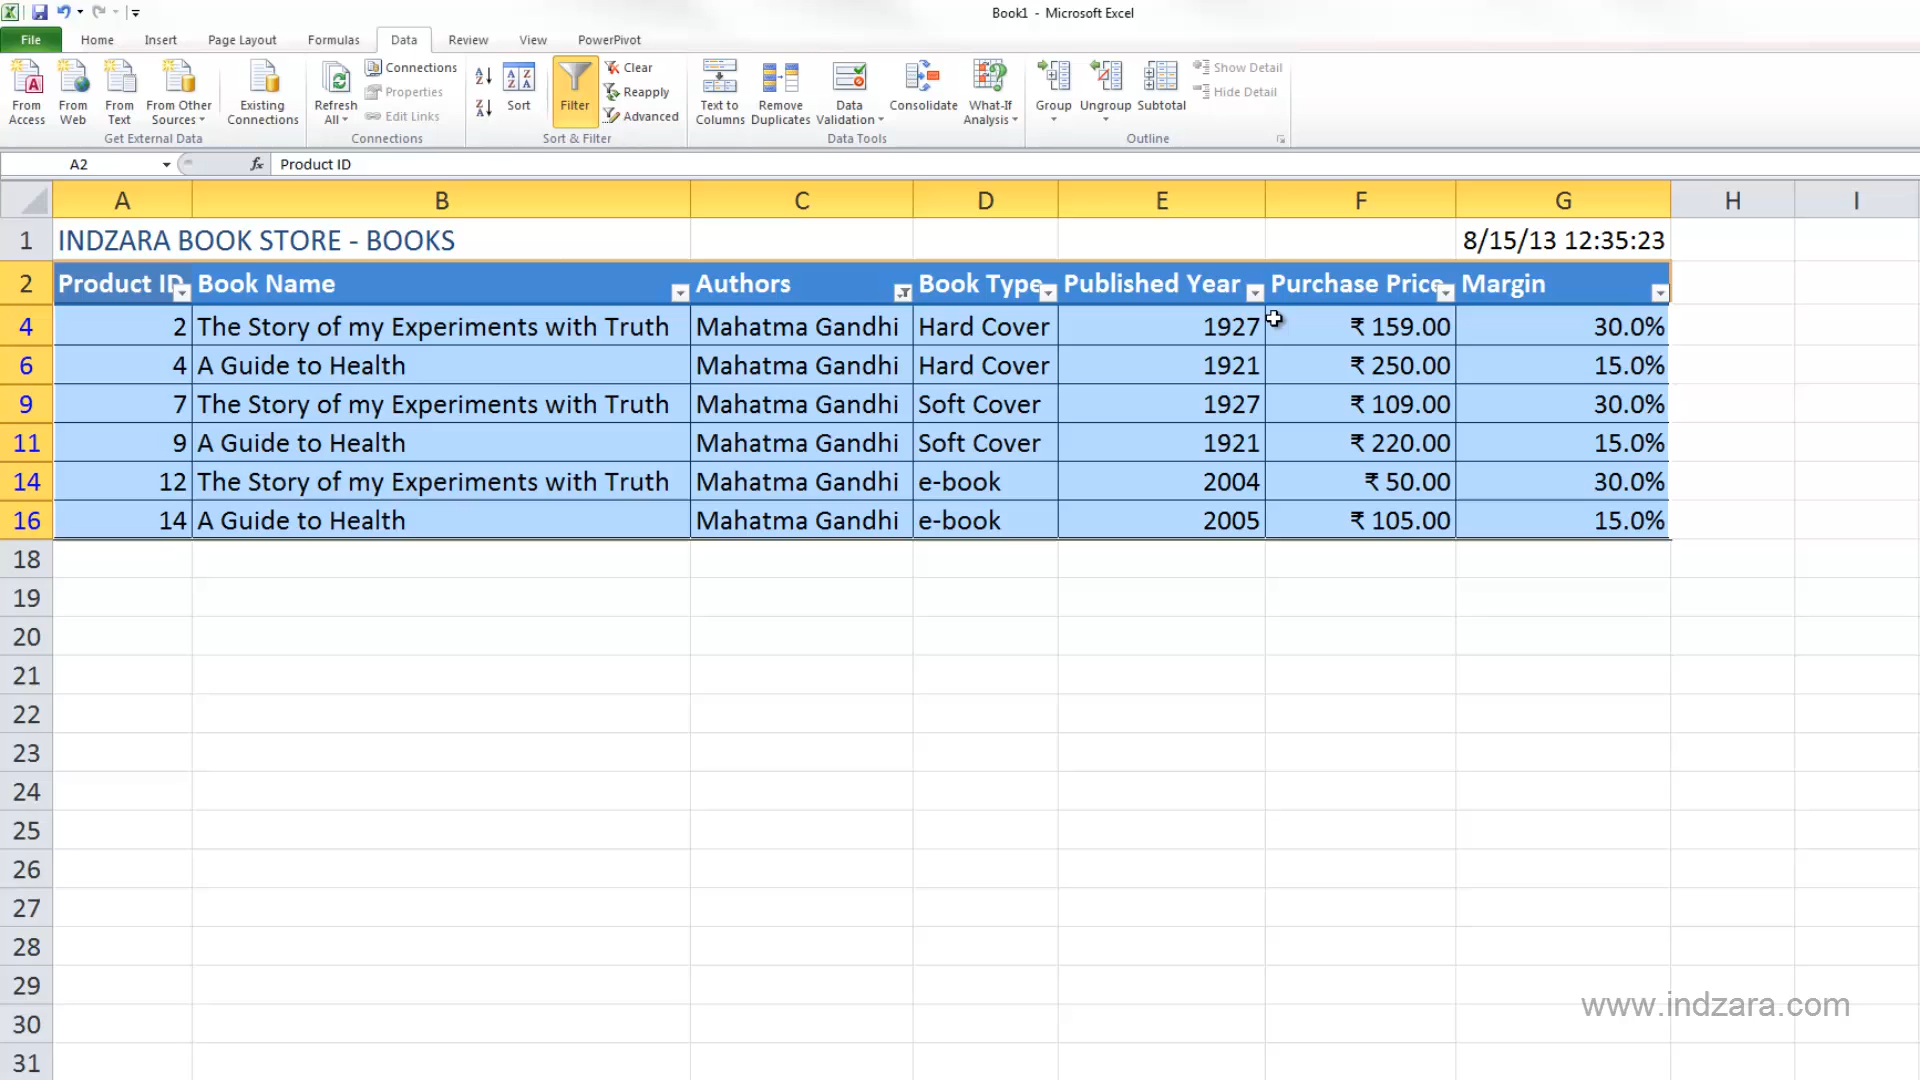 Book1 - Microsoft Excel
File Home Insert Page Layout Formulas Data Review View PowerPivot
From Access
From Web
From Text
From Other Sources
Existing Connections
Get External Data
Refresh All
Connections
Properties
Edit Links
Connections
Sort
Filter
Clear
Reapply
Advanced
Sort & Filter
Text to Columns
Remove Duplicates
Data Validation
Consolidate
What-If Analysis
Data Tools
Group
Ungroup
Subtotal
Show Detail
Hide Detail
Outline
A2 fx Product ID
A B C D E F G H I
1 INDZARA BOOK STORE - BOOKS 8/15/13 12:35:23
2 Product ID Book Name Authors Book Type Published Year Purchase Price Margin
4 2 The Story of my Experiments with Truth Mahatma Gandhi Hard Cover 1927 ₹ 159.00 30.0%
6 4 A Guide to Health Mahatma Gandhi Hard Cover 1921 ₹ 250.00 15.0%
9 7 The Story of my Experiments with Truth Mahatma Gandhi Soft Cover 1927 ₹ 109.00 30.0%
11 9 A Guide to Health Mahatma Gandhi Soft Cover 1921 ₹ 220.00 15.0%
14 12 The Story of my Experiments with Truth Mahatma Gandhi e-book 2004 ₹ 50.00 30.0%
16 14 A Guide to Health Mahatma Gandhi e-book 2005 ₹ 105.00 15.0%
18
19
20
21
22
23
24
25
26
27
28
29
www.indzara.com
30
31